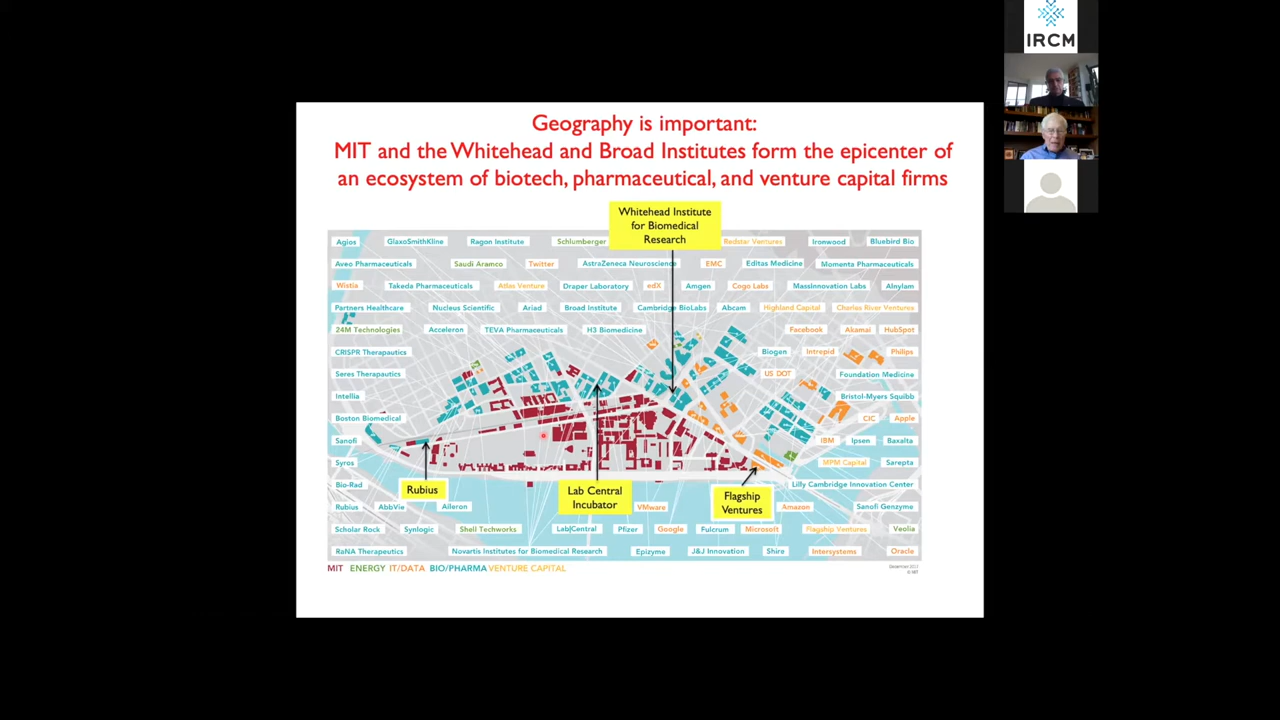 IRCM
Geography is important:
MIT and the Whitehead and Broad Institutes form the epicenter of
an ecosystem of biotech, pharmaceutical, and venture capital firms
Whitehead Institute
for Biomedical
Research
Agios GlaxoSmithKline Ragon Institute Schlumberger Redstar Ventures Ironwood Bluebird Bio
Aveo Pharmaceuticals Saudi Aramco Twitter AstraZeneca Neuroscience EMC Editas Medicine Momenta Pharmaceuticals
Wistia Takeda Pharmaceuticals Atlas Venture Draper Laboratory edX Amgen Cogo Labs MassInnovation Labs Alnylam
Partners Healthcare Nucleus Scientific Ariad Broad Institute Cambridge BioLabs Abcam Highland Capital Charles River Ventures
24M Technologies Acceleron TEVA Pharmaceuticals H3 Biomedicine Facebook Akamai HubSpot
CRISPR Therapeutics Biogen Intrepid Philips
Seres Therapeutics US DOT Foundation Medicine
Intellia Bristol-Myers Squibb
Boston Biomedical CIC Apple
Sanofi IBM Ipsen Baxalta
Syros MPM Capital Sarepta
Bio-Rad Lilly Cambridge Innovation Center
Rubius
Lab Central
Incubator
Flagship
Ventures
Rubius AbbVie Aileron VMware Amazon Sanofi Genzyme
Scholar Rock Synlogic Shell Techworks Lab|Central Pfizer Google Fulcrum Microsoft Flagship Ventures Veolia
RaNA Therapeutics Novartis Institutes for Biomedical Research Epizyme J&J Innovation Shire Intersystems Oracle
MIT ENERGY IT/DATA BIO/PHARMA VENTURE CAPITAL
© MIT